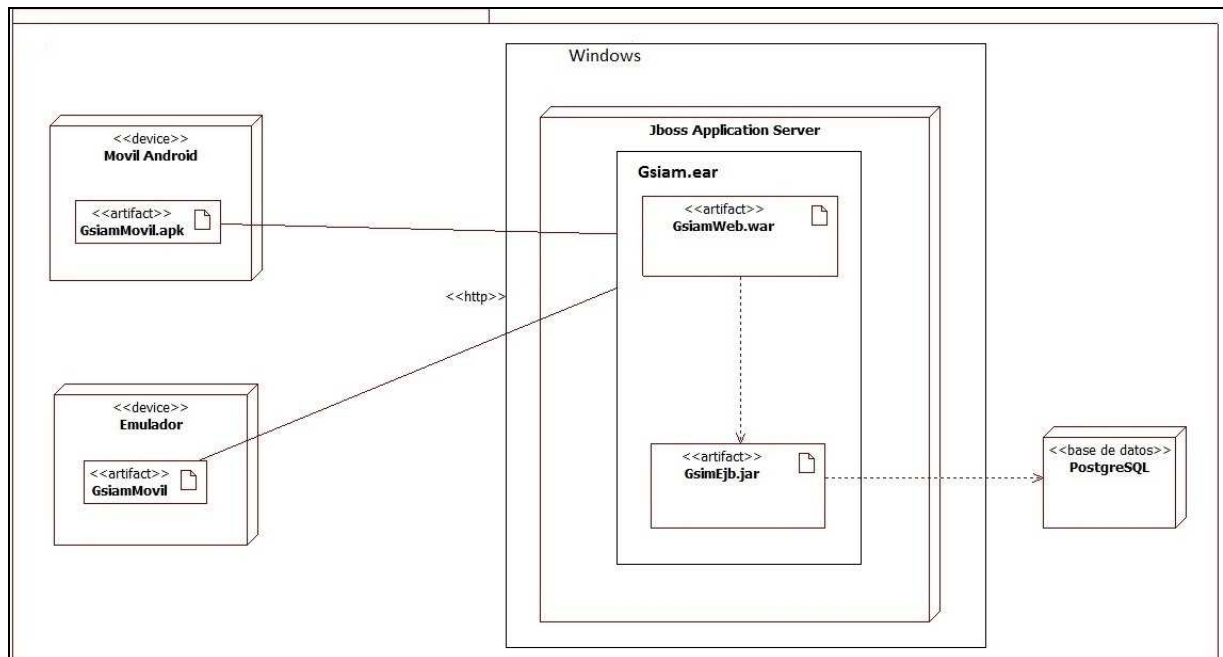 Windows
<<device>>
Movil Android
<<artifact>>
GsiamMovil.apk
Jboss Application Server
Gsiam.ear
<<artifact>>
GsiamWeb.war
<<http>>
<<device>>
Emulador
<<artifact>>
GsiamMovil
<<artifact>>
GsimEjb.jar
<<base de datos>>
PostgreSQL